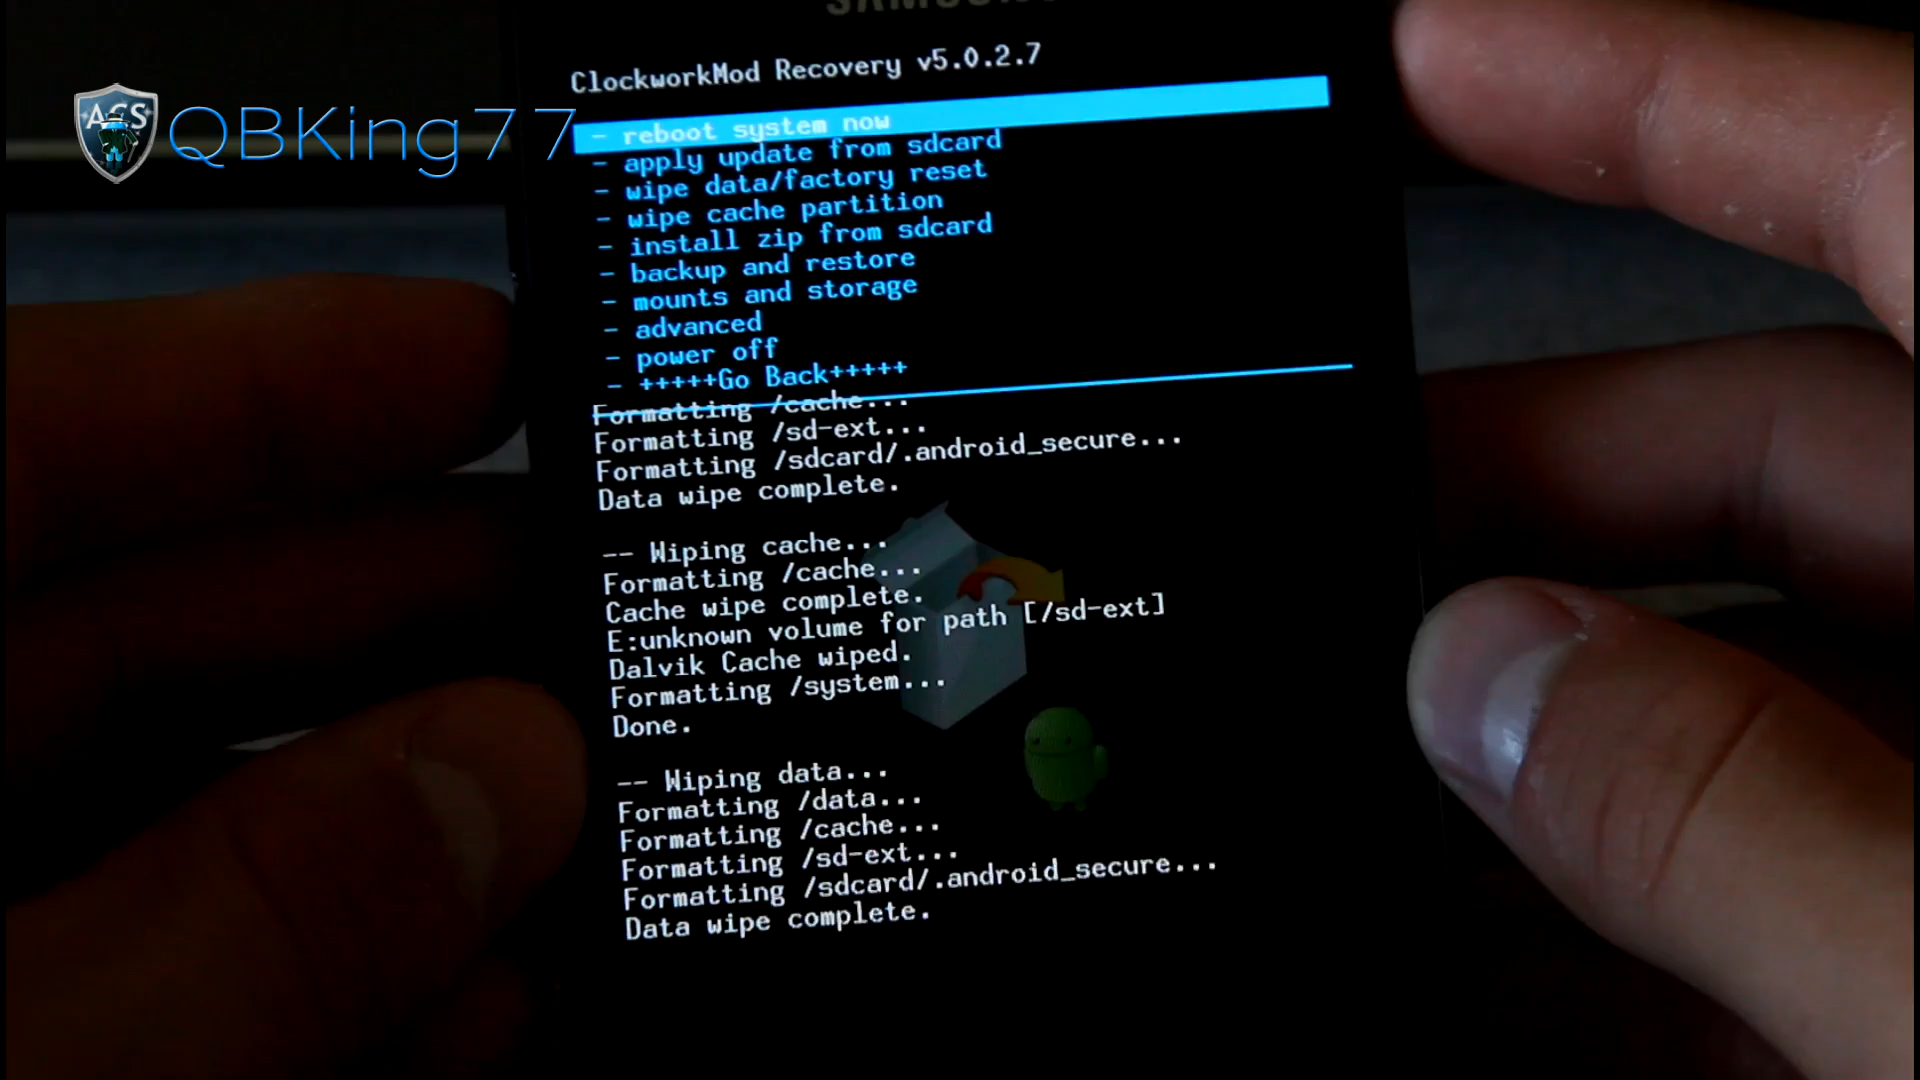 SAMSUNG
ClockworkMod Recovery v5.0.2.7
ACS
QBKing77
- reboot system now
- apply update from sdcard
- wipe data/factory reset
- wipe cache partition
- install zip from sdcard
- backup and restore
- mounts and storage
- advanced
- power off
- +++++Go Back+++++
Formatting /cache...
Formatting /sd-ext...
Formatting /sdcard/.android_secure...
Data wipe complete.
-- Wiping cache...
Formatting /cache...
Cache wipe complete.
E:unknown volume for path [/sd-ext]
Dalvik Cache wiped.
Formatting /system...
Done.
-- Wiping data...
Formatting /data...
Formatting /cache...
Formatting /sd-ext...
Formatting /sdcard/.android_secure...
Data wipe complete.